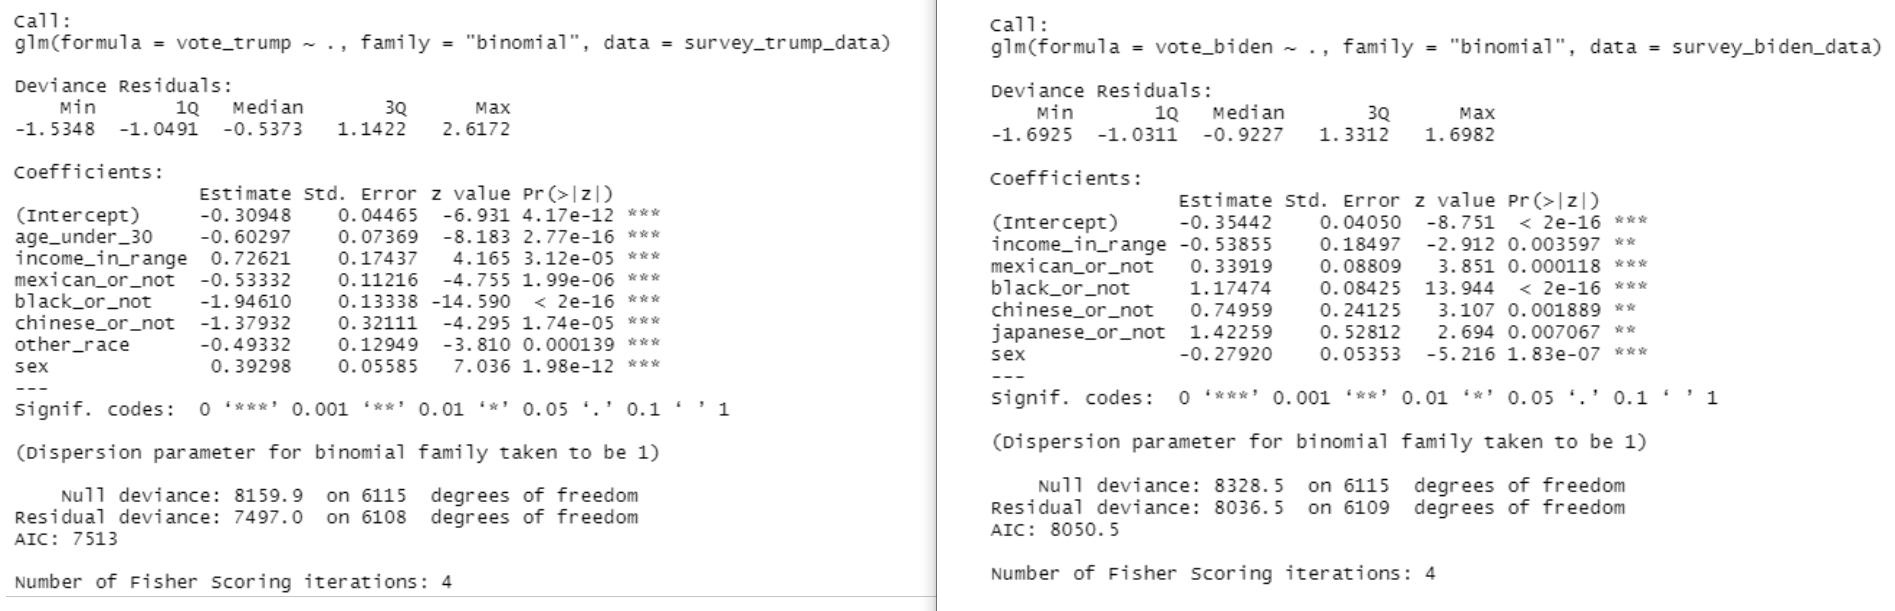 Call:
glm(formula = vote_trump ~ ., family = "binomial", data = survey_trump_data)
Deviance Residuals:
Min 1Q Median 3Q Max
-1.5348 -1.0491 -0.5373 1.1422 2.6172
Coefficients:
Estimate Std. Error z value Pr(>|z|)
(Intercept) -0.30948 0.04465 -6.931 4.17e-12 ***
age_under_30 -0.60297 0.07369 -8.183 2.77e-16 ***
income_in_range 0.72621 0.17437 4.165 3.12e-05 ***
mexican_or_not -0.53332 0.11216 -4.755 1.99e-06 ***
black_or_not -1.94610 0.13338 -14.590 < 2e-16 ***
chinese_or_not -1.37932 0.32111 -4.295 1.74e-05 ***
other_race -0.49332 0.12949 -3.810 0.000139 ***
sex 0.39298 0.05585 7.036 1.98e-12 ***
---
Signif. codes: 0 ‘***’ 0.001 ‘**’ 0.01 ‘*’ 0.05 ‘.’ 0.1 ‘ ’ 1
(Dispersion parameter for binomial family taken to be 1)
Null deviance: 8159.9 on 6115 degrees of freedom
Residual deviance: 7497.0 on 6108 degrees of freedom
AIC: 7513
Number of Fisher Scoring iterations: 4
Call:
glm(formula = vote_biden ~ ., family = "binomial", data = survey_biden_data)
Deviance Residuals:
Min 1Q Median 3Q Max
-1.6925 -1.0311 -0.9227 1.3312 1.6982
Coefficients:
Estimate Std. Error z value Pr(>|z|)
(Intercept) -0.35442 0.04050 -8.751 < 2e-16 ***
income_in_range -0.53855 0.18497 -2.912 0.003597 **
mexican_or_not 0.33919 0.08809 3.851 0.000118 ***
black_or_not 1.17474 0.08425 13.944 < 2e-16 ***
chinese_or_not 0.74959 0.24125 3.107 0.001889 **
japanese_or_not 1.42259 0.52812 2.694 0.007067 **
sex -0.27920 0.05353 -5.216 1.83e-07 ***
---
Signif. codes: 0 ‘***’ 0.001 ‘**’ 0.01 ‘*’ 0.05 ‘.’ 0.1 ‘ ’ 1
(Dispersion parameter for binomial family taken to be 1)
Null deviance: 8328.5 on 6115 degrees of freedom
Residual deviance: 8036.5 on 6109 degrees of freedom
AIC: 8050.5
Number of Fisher Scoring iterations: 4